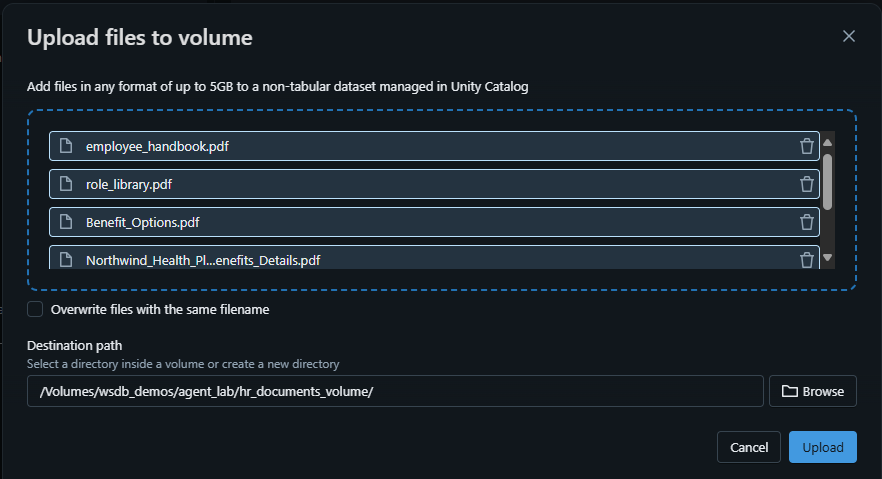 Upload files to volume
Add files in any format of up to 5GB to a non-tabular dataset managed in Unity Catalog
employee_handbook.pdf
role_library.pdf
Benefit_Options.pdf
Northwind_Health_Pl...enefits_Details.pdf
Overwrite files with the same filename
Destination path
Select a directory inside a volume or create a new directory
/Volumes/wsdb_demos/agent_lab/hr_documents_volume/
Browse
Cancel
Upload